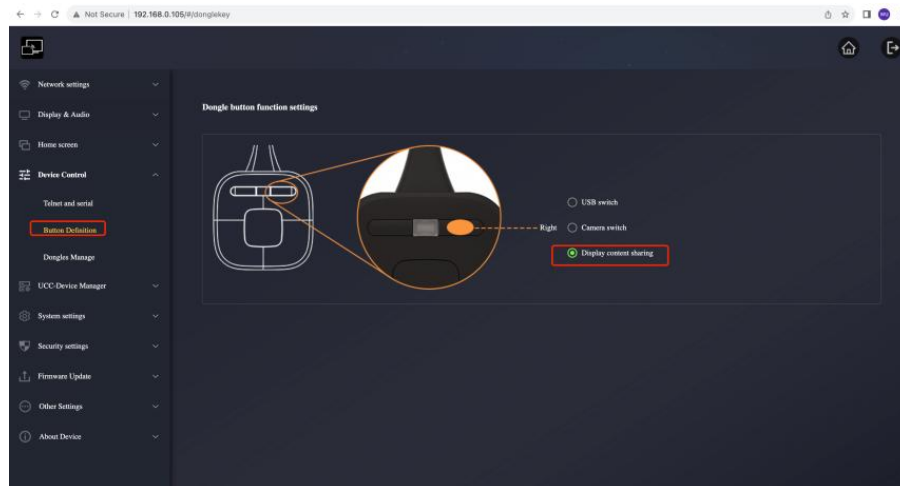 Not Secure | 192.168.0.105/#/donglekey
Network settings
Display & Audio
Home screen
Device Control
Telnet and serial
Button Definition
Dongles Manage
UCC-Device Manager
System settings
Security settings
Firmware Update
Other Settings
About Device
Dongle button function settings
USB switch
Right Camera switch
Display content sharing